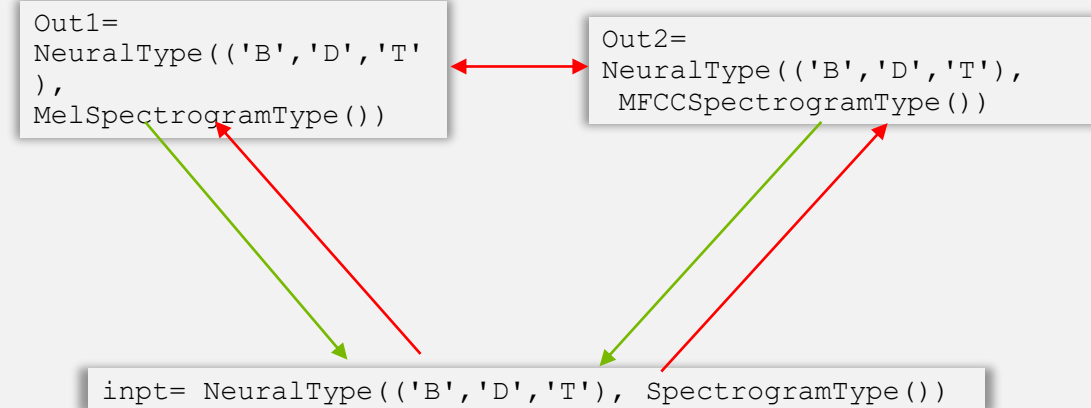 Out1=
NeuralType(('B','D','T'
),
MelSpectrogramType())
Out2=
NeuralType(('B','D','T'),
MFCCSpectrogramType())
inpt= NeuralType(('B','D','T'), SpectrogramType())